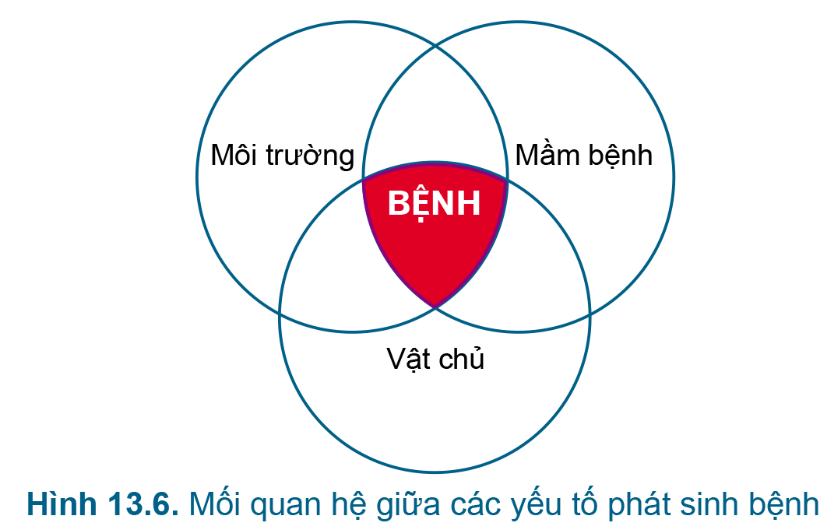 Môi trường
Mầm bệnh
BỆNH
Vật chủ
Hình 13.6. Mối quan hệ giữa các yếu tố phát sinh bệnh